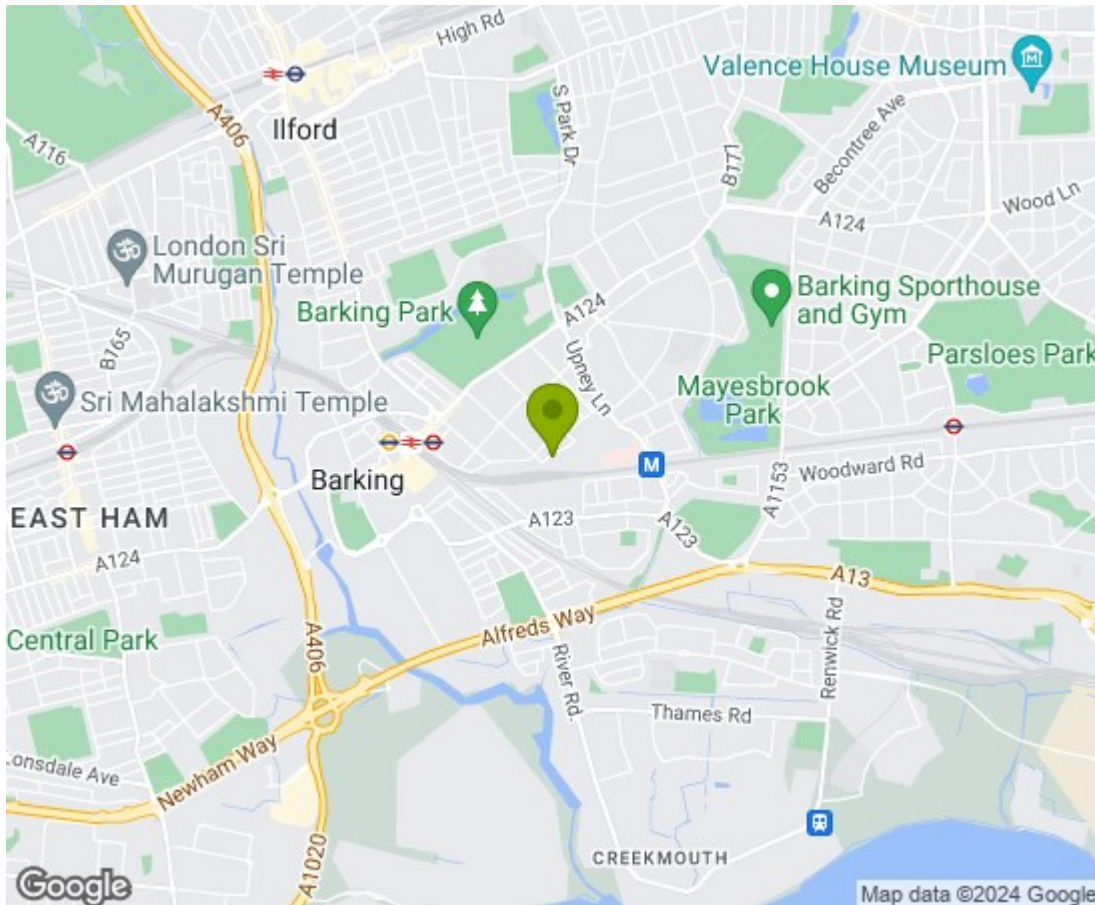 High Rd
Valence House Museum
A406
S Park Dr
Ilford
A116
B177
Becontree Ave
Wood Ln
A124
London Sri
Murugan Temple
Barking Park
A124
Barking Sporthouse
and Gym
B165
Upney Ln
Parsloes Park
Sri Mahalakshmi Temple
Mayesbrook
Park
M
Barking
Woodward Rd
A1153
EAST HAM
A123
A123
A124
A13
Alfreds Way
Central Park
A406
River Rd.
Renwick Rd
Thames Rd
Lonsdale Ave
Newham Way
A1020
CREEKMOUTH
Google
Map data ©2024 Google